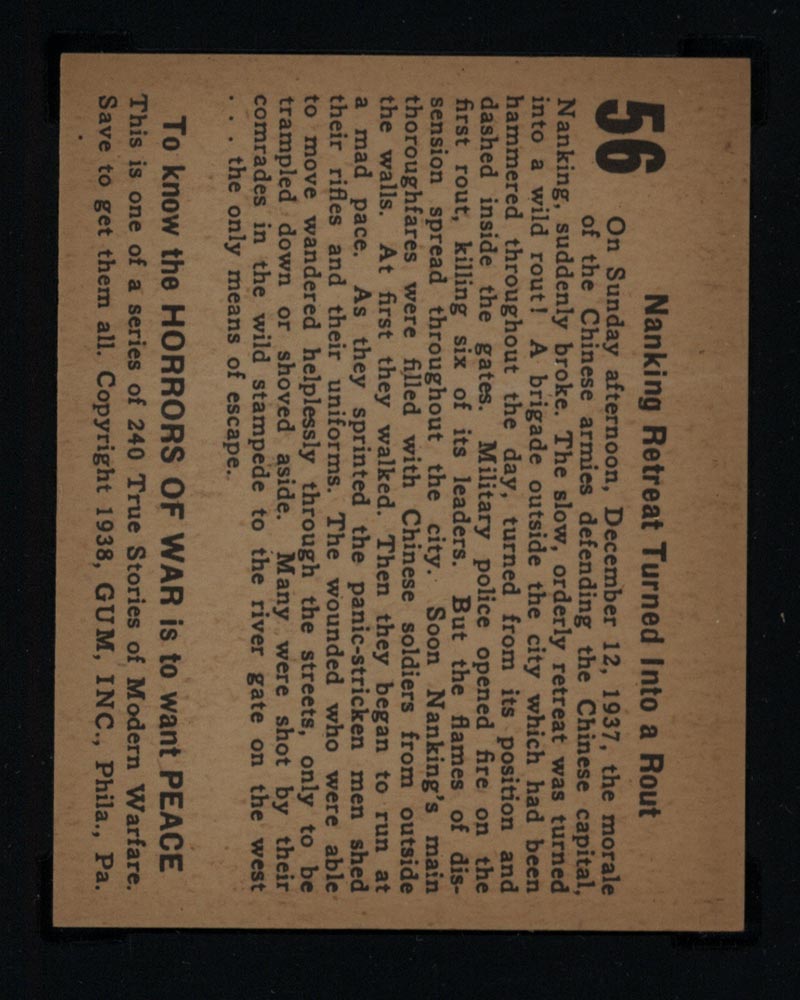 Nanking Retreat Turned Into a Rout
56 On Sunday afternoon, December 12, 1937, the morale
of the Chinese armies defending the Chinese capital,
Nanking, suddenly broke. The slow, orderly retreat was turned
into a wild rout! A brigade outside the city which had been
hammered throughout the day, turned from its position and
dashed inside the gates. Military police opened fire on the
first rout, killing six of its leaders. But the flames of dis-
sension spread throughout the city. Soon Nanking's main
thoroughfares were filled with Chinese soldiers from outside
the walls. At first they walked. Then they began to run at
a mad pace. As they sprinted the panic-stricken men shed
their rifles and their uniforms. The wounded who were able
to move wandered helplessly through the streets, only to be
trampled down or shoved aside. Many were shot by their
comrades in the wild stampede to the river gate on the west
. . . the only means of escape.
To know the HORRORS OF WAR is to want PEACE
This is one of a series of 240 True Stories of Modern Warfare.
Save to get them all. Copyright 1938, GUM, INC., Phila., Pa.